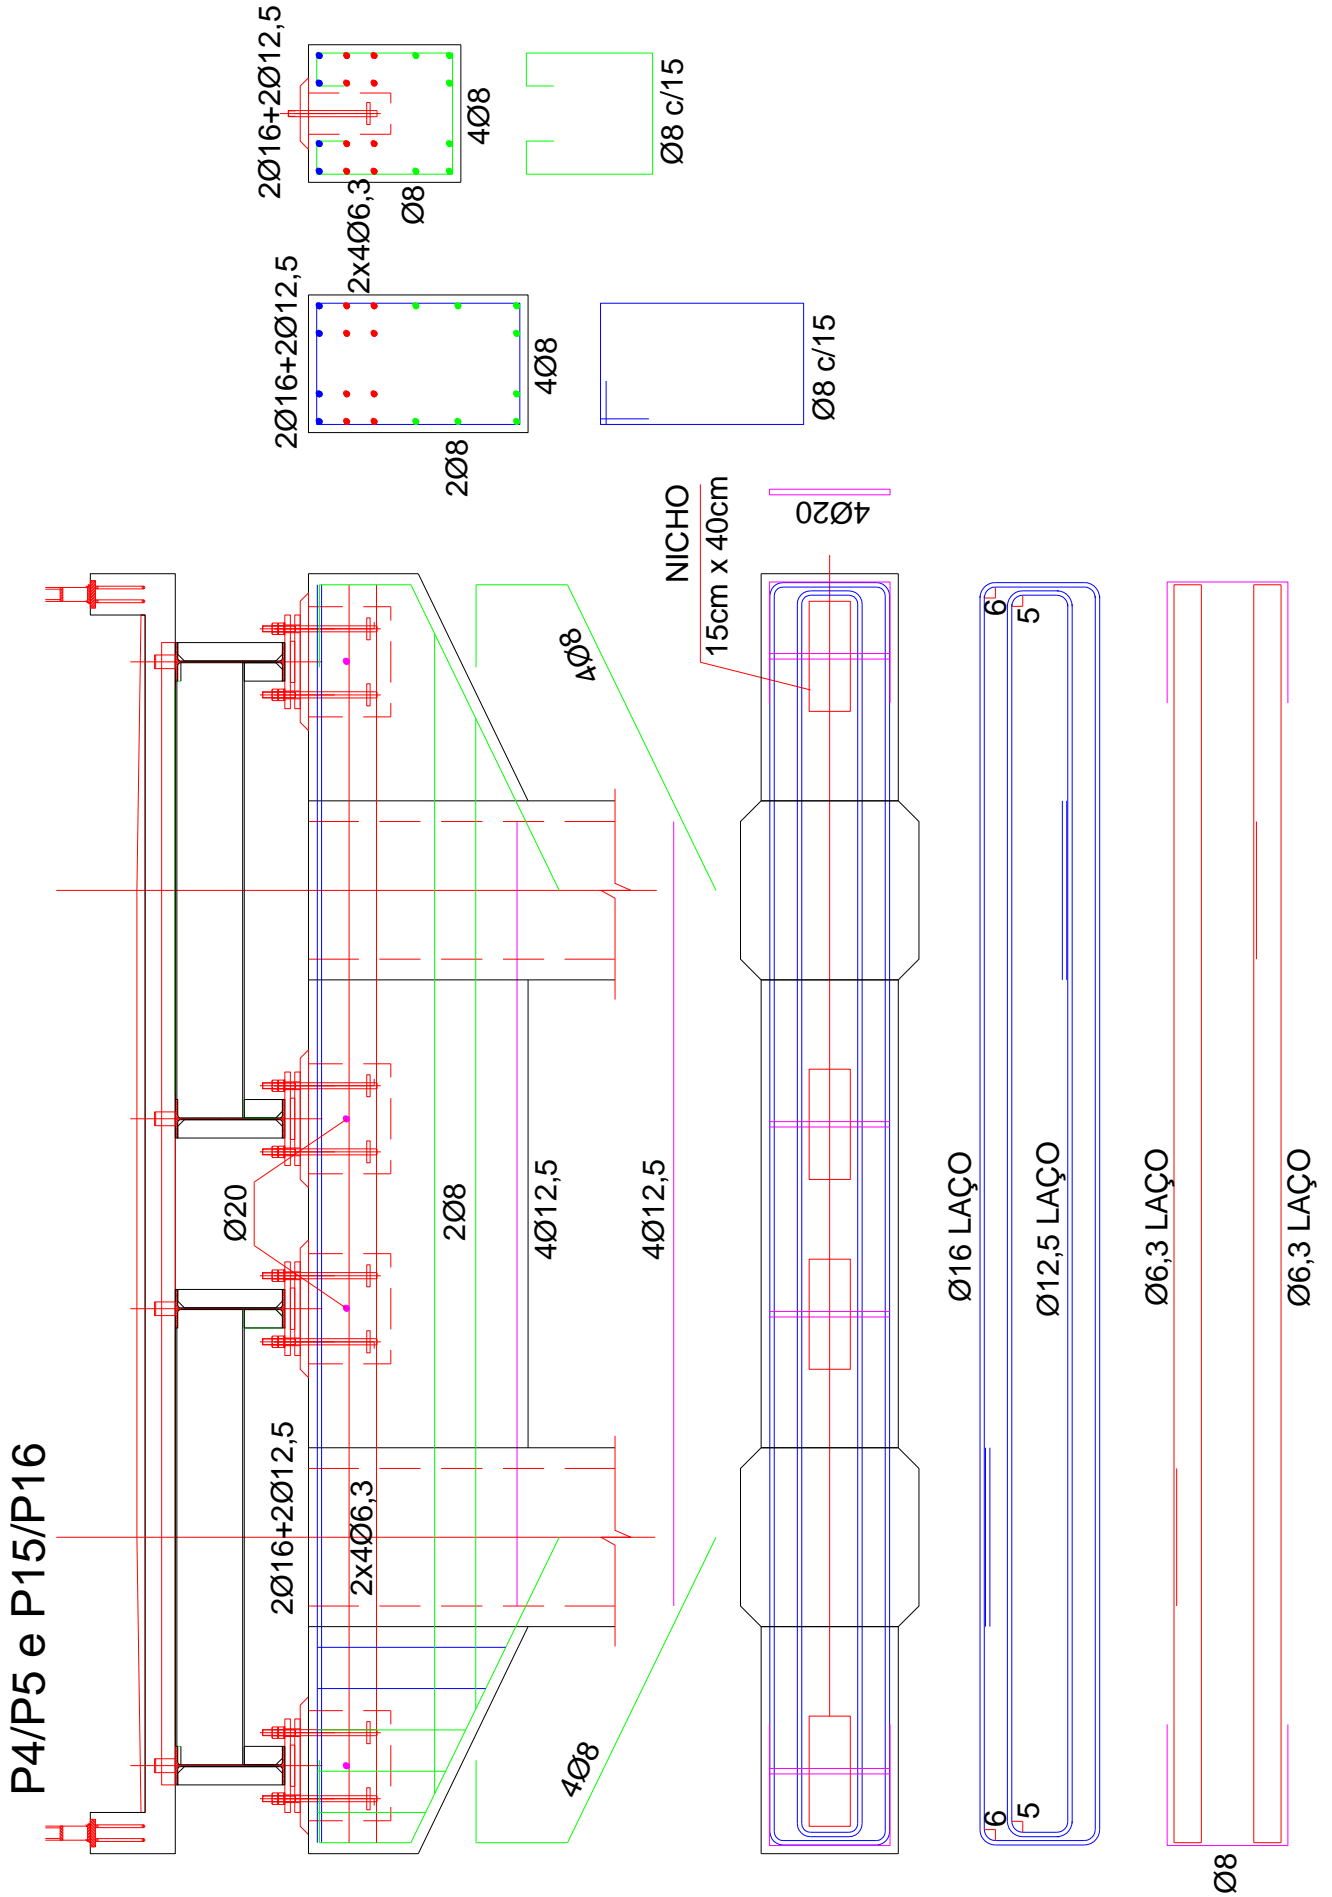 P4/P5 e P15/P16
2Ø16+2Ø12,5
2x4Ø6,3
Ø20
2Ø8
4Ø12,5
4Ø12,5
4Ø8
4Ø8
2Ø16+2Ø12,5
2Ø8
4Ø8
Ø8 c/15
2Ø16+2Ø12,5
2x4Ø6,3
Ø8
4Ø8
Ø8 c/15
NICHO
15cm x 40cm
4Ø20
Ø16 LAÇO
6
6
Ø12,5 LAÇO
5
5
Ø6,3 LAÇO
Ø6,3 LAÇO
Ø8